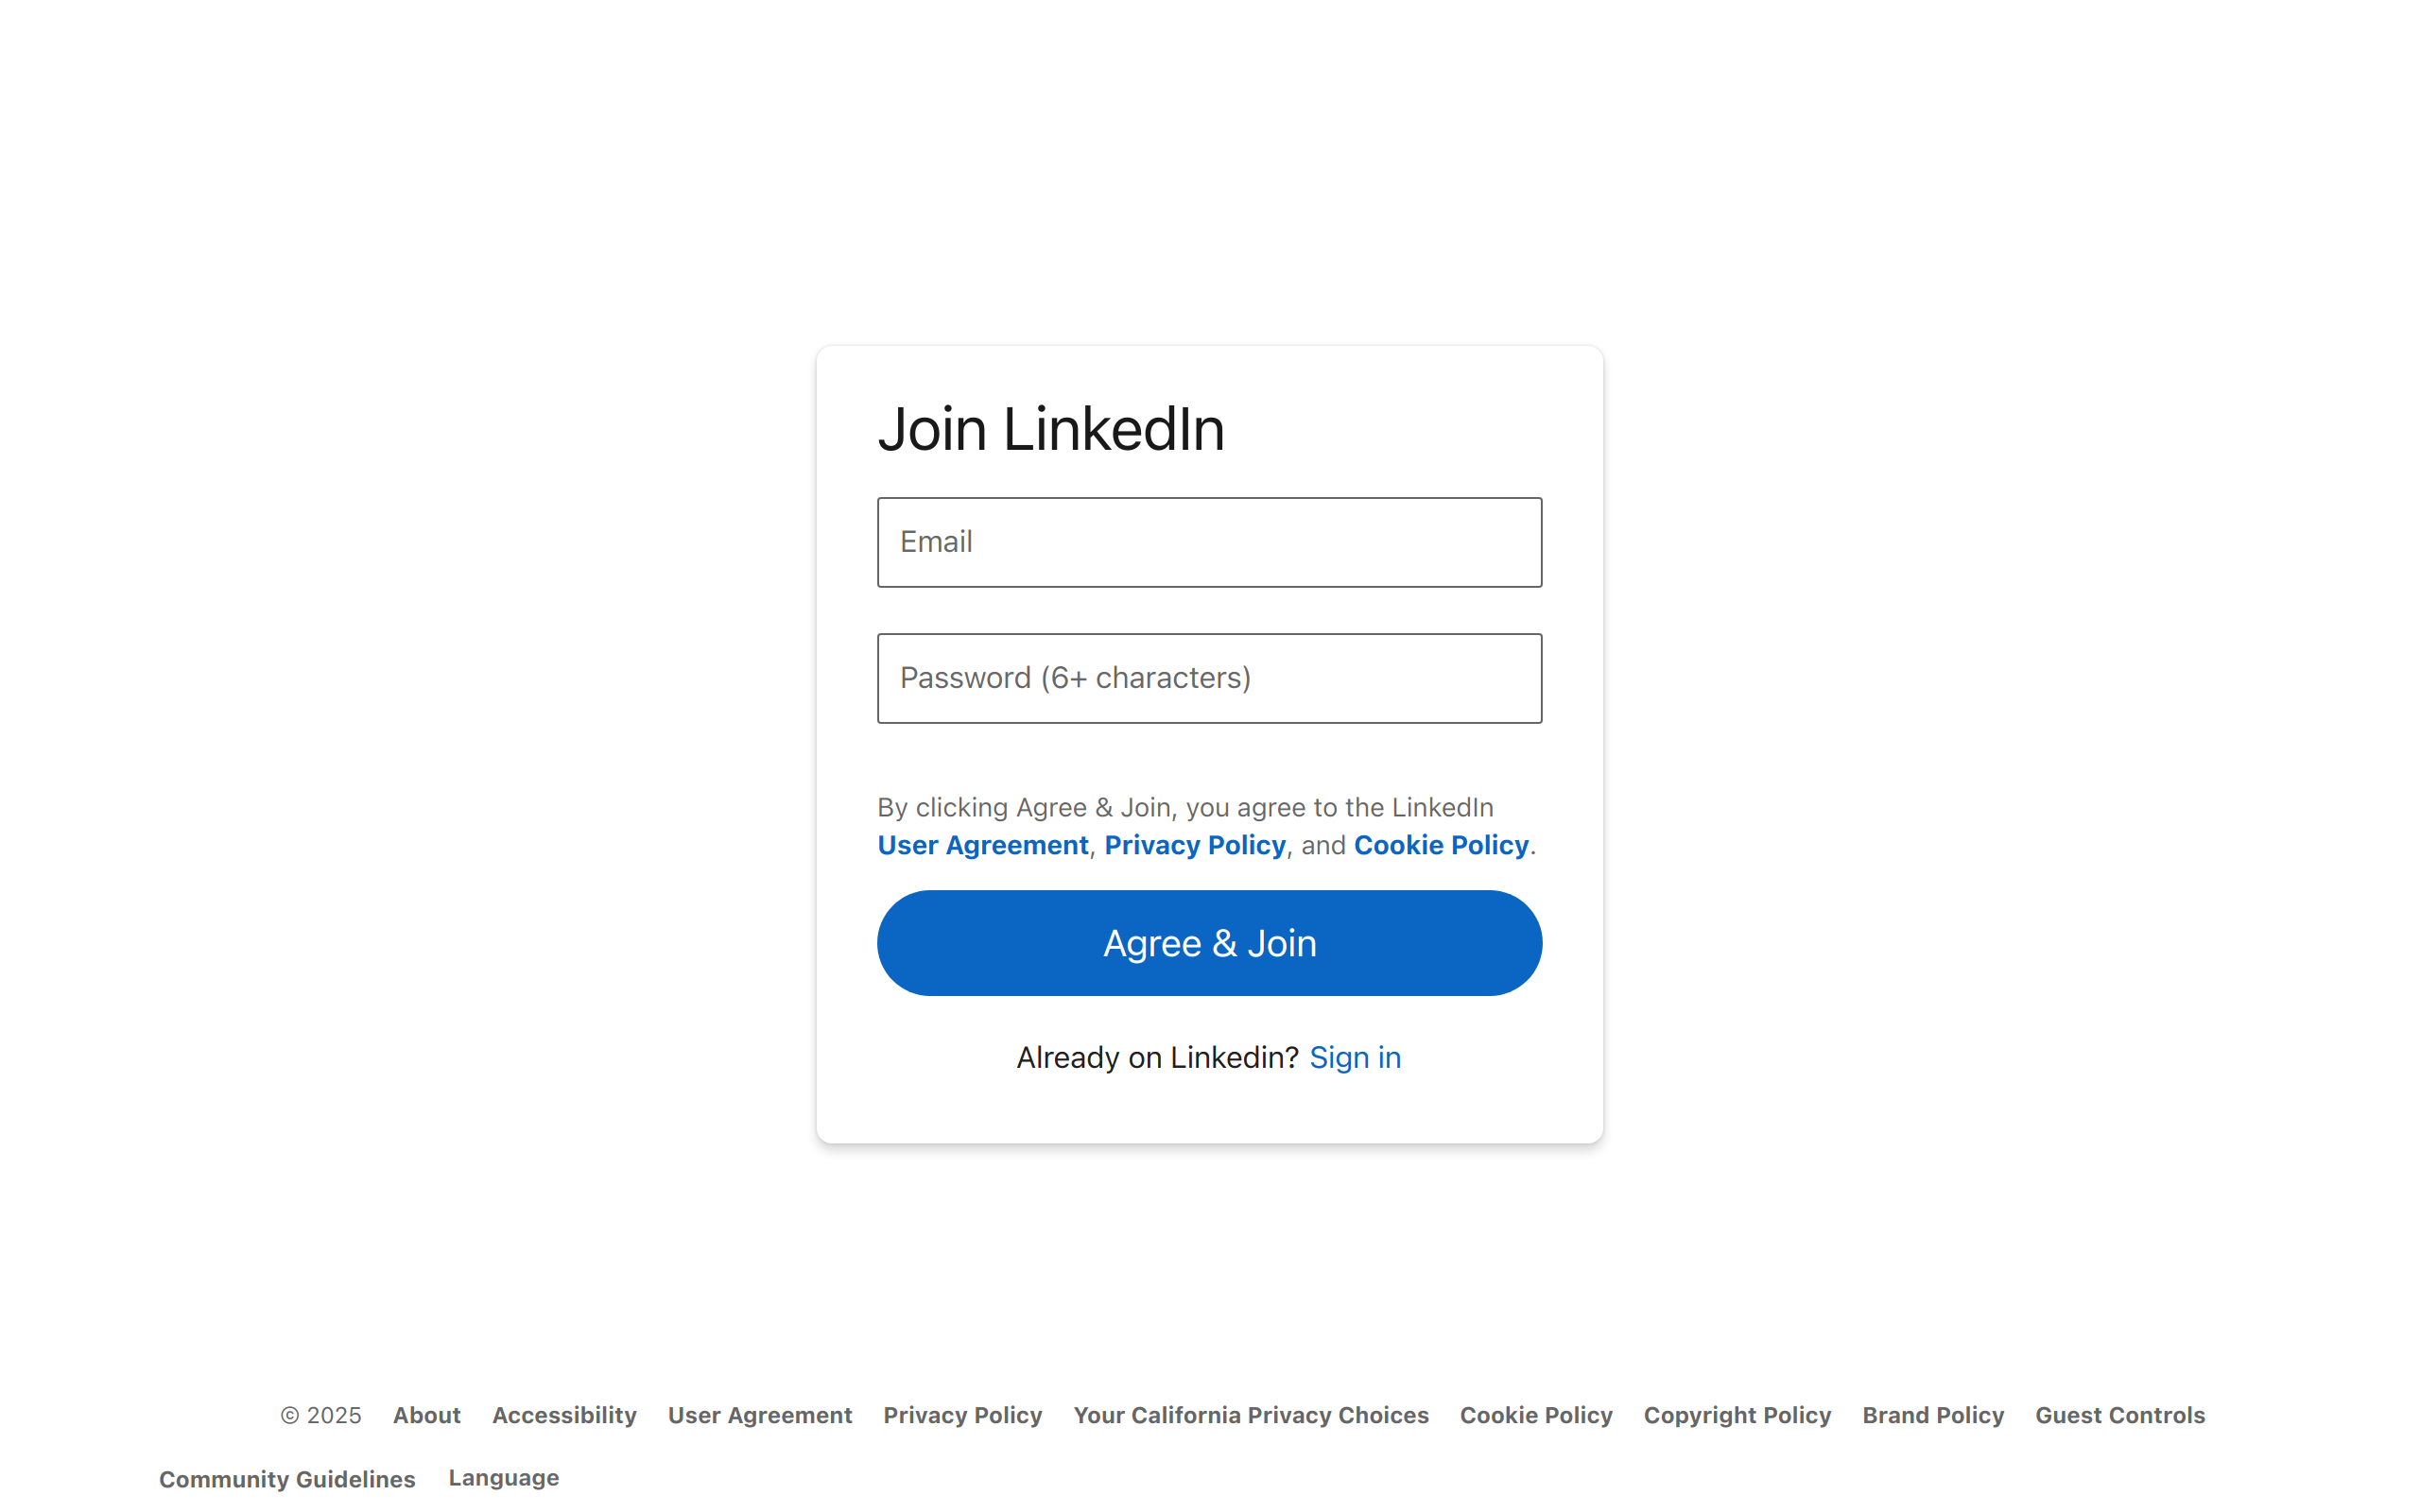 Join LinkedIn
Email
Password (6+ characters)
By clicking Agree & Join, you agree to the LinkedIn
User Agreement, Privacy Policy, and Cookie Policy.
Agree & Join
Already on Linkedin? Sign in
© 2025 About Accessibility User Agreement Privacy Policy Your California Privacy Choices Cookie Policy Copyright Policy Brand Policy Guest Controls
Community Guidelines Language